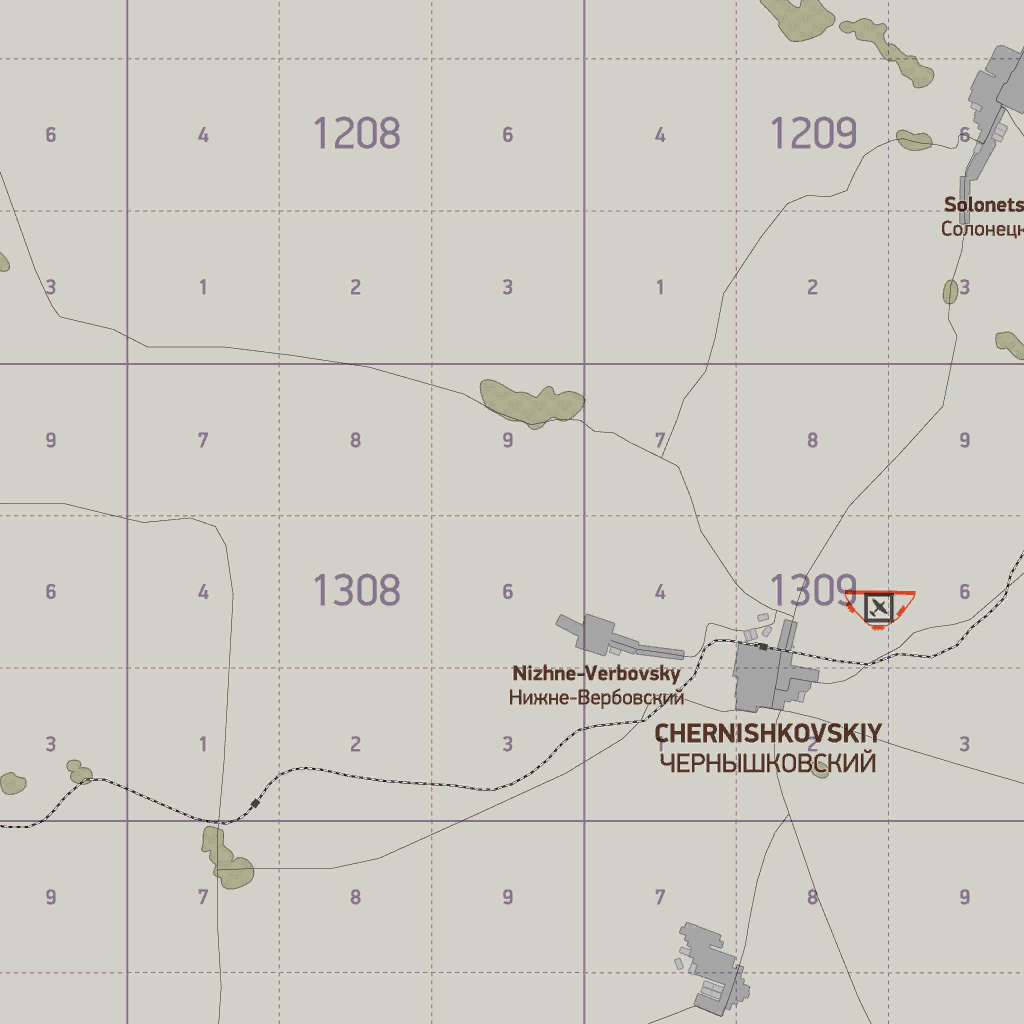 6 4 1208 6 4 1209 6
Solonets
Солонецк
3 1 2 3 1 2 3
9 7 8 9 7 8 9
6 4 1308 6 4 1309 6
Nizhne-Verbovsky
Нижне-Вербовский
CHERNISHKOVSKIY
ЧЕРНЫШКОВСКИЙ
3 1 2 3 1 2 3
9 7 8 9 7 8 9